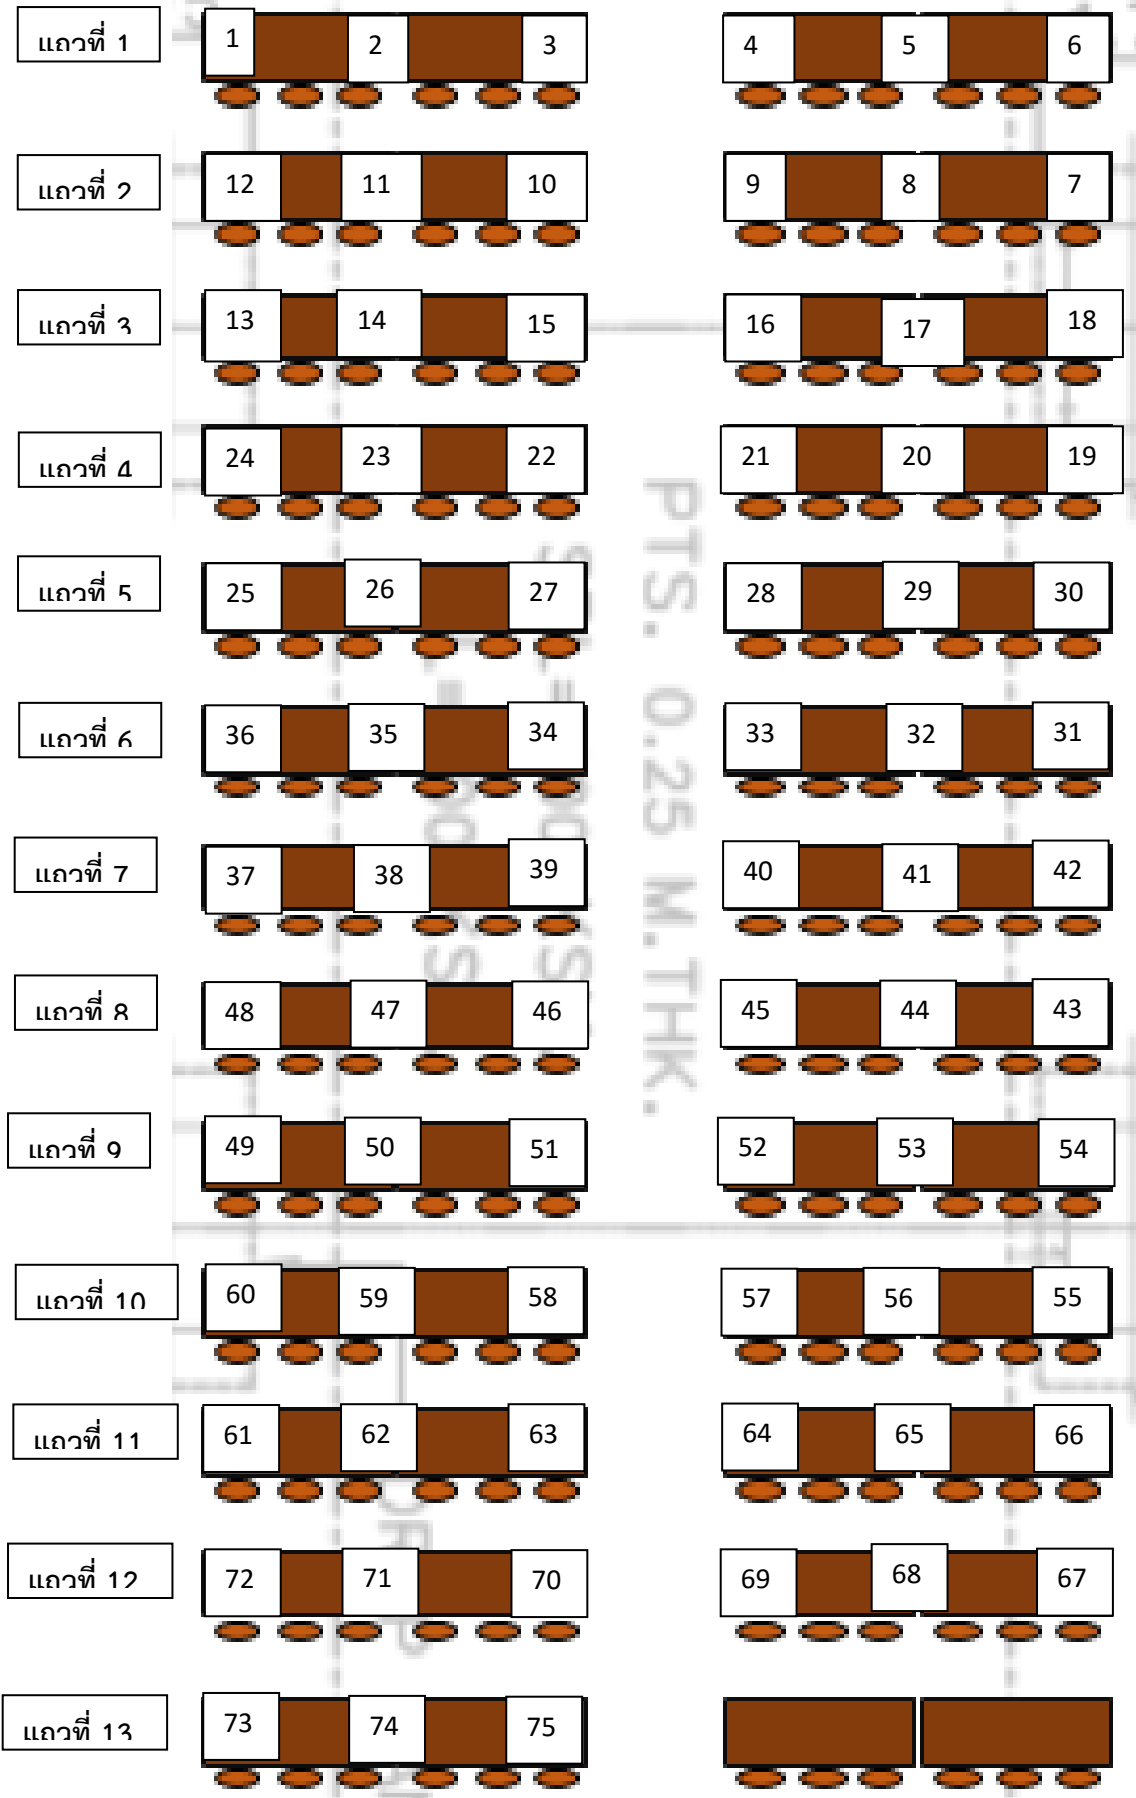 แถวที่ 1 1 2 3 4 5 6
แถวที่ 2 12 11 10 9 8 7
แถวที่ 3 13 14 15 16 17 18
แถวที่ 4 24 23 22 21 20 19
แถวที่ 5 25 26 27 28 29 30
แถวที่ 6 36 35 34 33 32 31
แถวที่ 7 37 38 39 40 41 42
แถวที่ 8 48 47 46 45 44 43
แถวที่ 9 49 50 51 52 53 54
แถวที่ 10 60 59 58 57 56 55
แถวที่ 11 61 62 63 64 65 66
แถวที่ 12 72 71 70 69 68 67
แถวที่ 13 73 74 75
PTS. 0.25 M.THK.